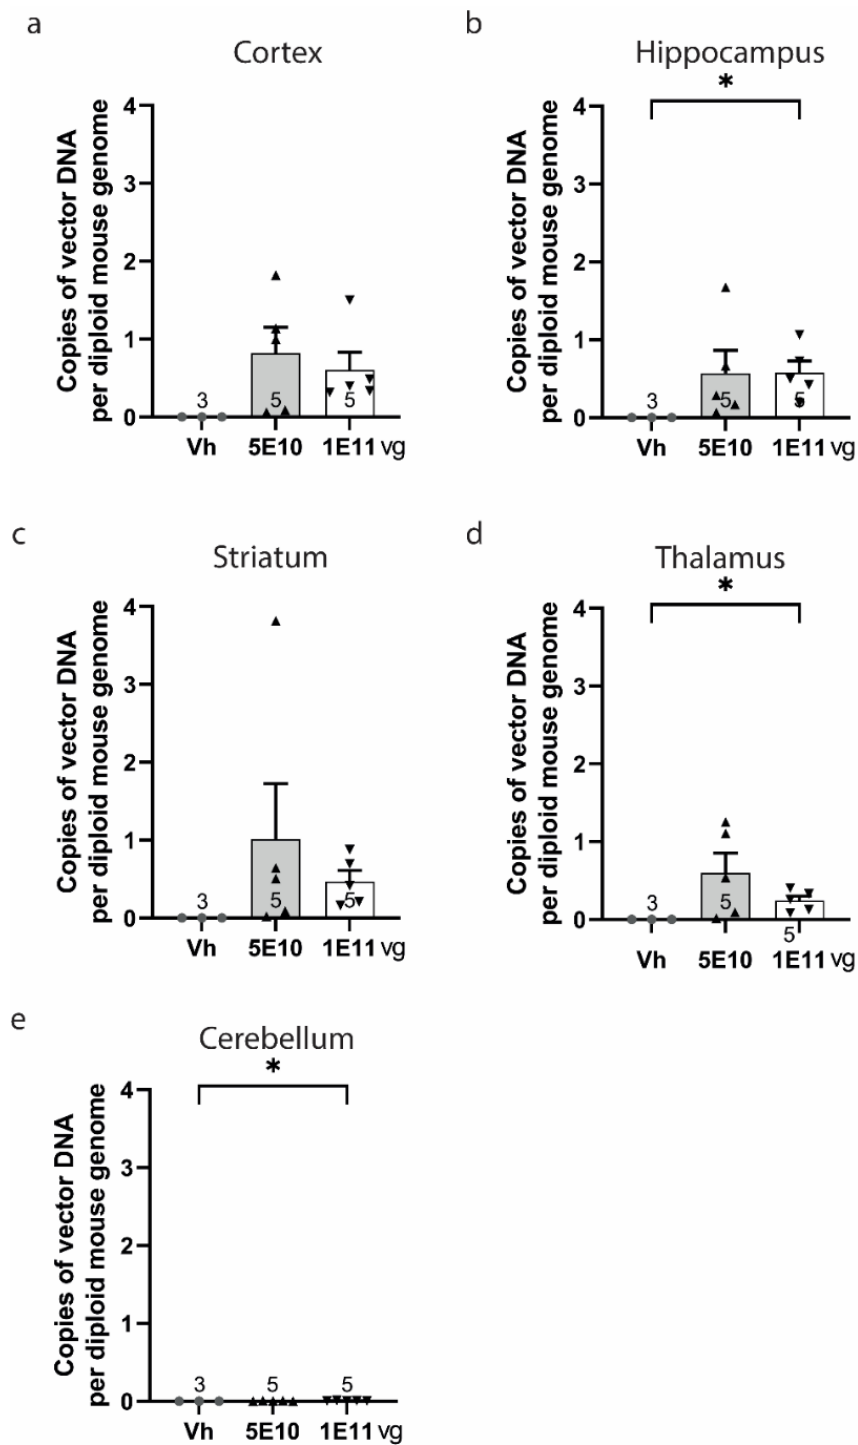 a
Cortex
Copies of vector DNA
per diploid mouse genome
4
3
2
1
0
3
5
5
Vh
5E10
1E11 vg
b
Hippocampus
*
Copies of vector DNA
per diploid mouse genome
4
3
2
1
0
3
5
5
Vh
5E10
1E11 vg
c
Striatum
Copies of vector DNA
per diploid mouse genome
4
3
2
1
0
3
5
5
Vh
5E10
1E11 vg
d
Thalamus
*
Copies of vector DNA
per diploid mouse genome
4
3
2
1
0
3
5
5
Vh
5E10
1E11 vg
e
Cerebellum
*
Copies of vector DNA
per diploid mouse genome
4
3
2
1
0
3
5
5
Vh
5E10
1E11 vg